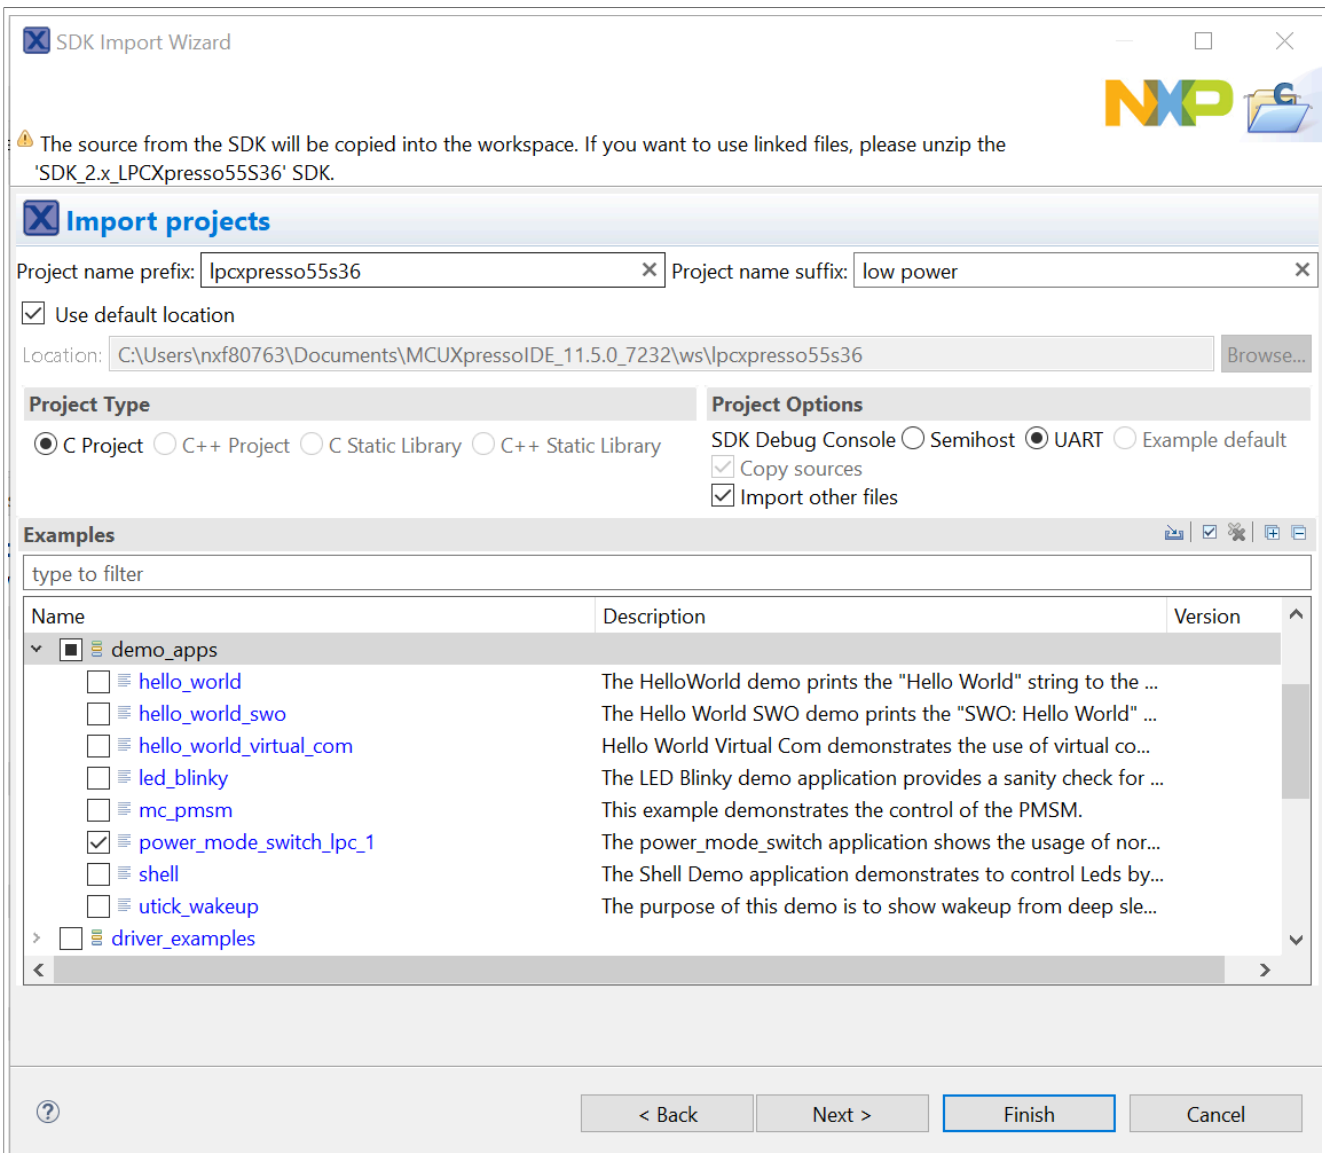 SDK Import Wizard
NXP
The source from the SDK will be copied into the workspace. If you want to use linked files, please unzip the
'SDK_2.x_LPCXpresso55S36' SDK.
Import projects
Project name prefix: lpcxpresso55s36 Project name suffix: low power
Use default location
Location: C:\Users\nxf80763\Documents\MCUXpressoIDE_11.5.0_7232\ws\lpcxpresso55s36 Browse...
Project Type Project Options
C Project C++ Project C Static Library C++ Static Library SDK Debug Console Semihost UART Example default
Copy sources
Import other files
Examples
type to filter
Name Description Version
demo_apps
hello_world The HelloWorld demo prints the "Hello World" string to the ...
hello_world_swo The Hello World SWO demo prints the "SWO: Hello World" ...
hello_world_virtual_com Hello World Virtual Com demonstrates the use of virtual co...
led_blinky The LED Blinky demo application provides a sanity check for ...
mc_pmsm This example demonstrates the control of the PMSM.
power_mode_switch_lpc_1 The power_mode_switch application shows the usage of nor...
shell The Shell Demo application demonstrates to control Leds by...
utick_wakeup The purpose of this demo is to show wakeup from deep sle...
driver_examples
< Back Next > Finish Cancel